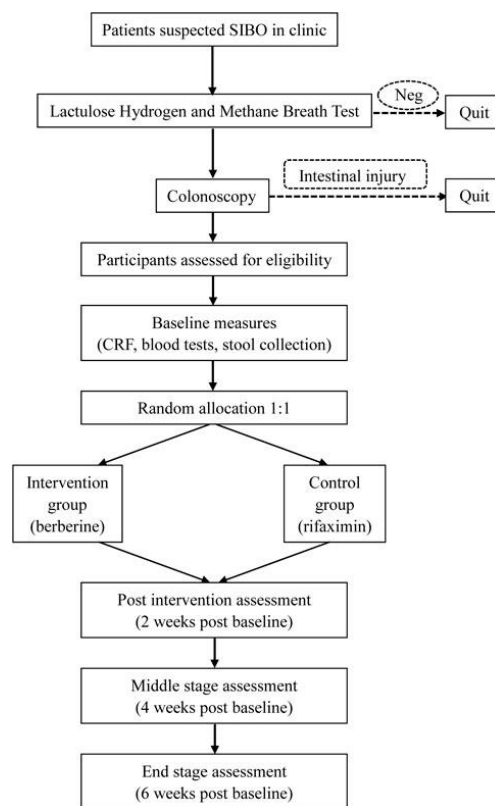 Patients suspected SIBO in clinic
Neg
Lactulose Hydrogen and Methane Breath Test
Quit
Intestinal injury
Colonoscopy
Quit
Participants assessed for eligibility
Baseline measures
(CRF, blood tests, stool collection)
Random allocation 1:1
Intervention
group
(berberine)
Control
group
(rifaximin)
Post intervention assessment
(2 weeks post baseline)
Middle stage assessment
(4 weeks post baseline)
End stage assessment
(6 weeks post baseline)